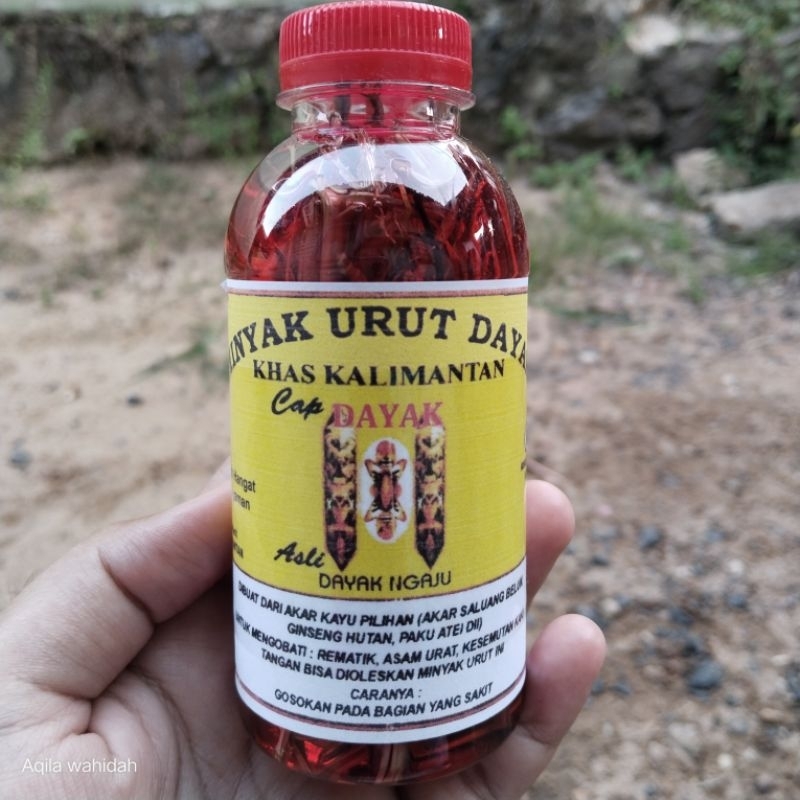 MINYAK URUT DAYAK
KHAS KALIMANTAN
Cap DAYAK
Asli
DAYAK NGAJU
DIBUAT DARI AKAR KAYU PILIHAN (AKAR SALUANG BELUM
GINSENG HUTAN, PAKU ATEI Dll)
UNTUK MENGOBATI : REMATIK, ASAM URAT, KESEMUTAN KAKI
TANGAN BISA DIOLESKAN MINYAK URUT INI
CARANYA :
GOSOKAN PADA BAGIAN YANG SAKIT
Aqila wahidah